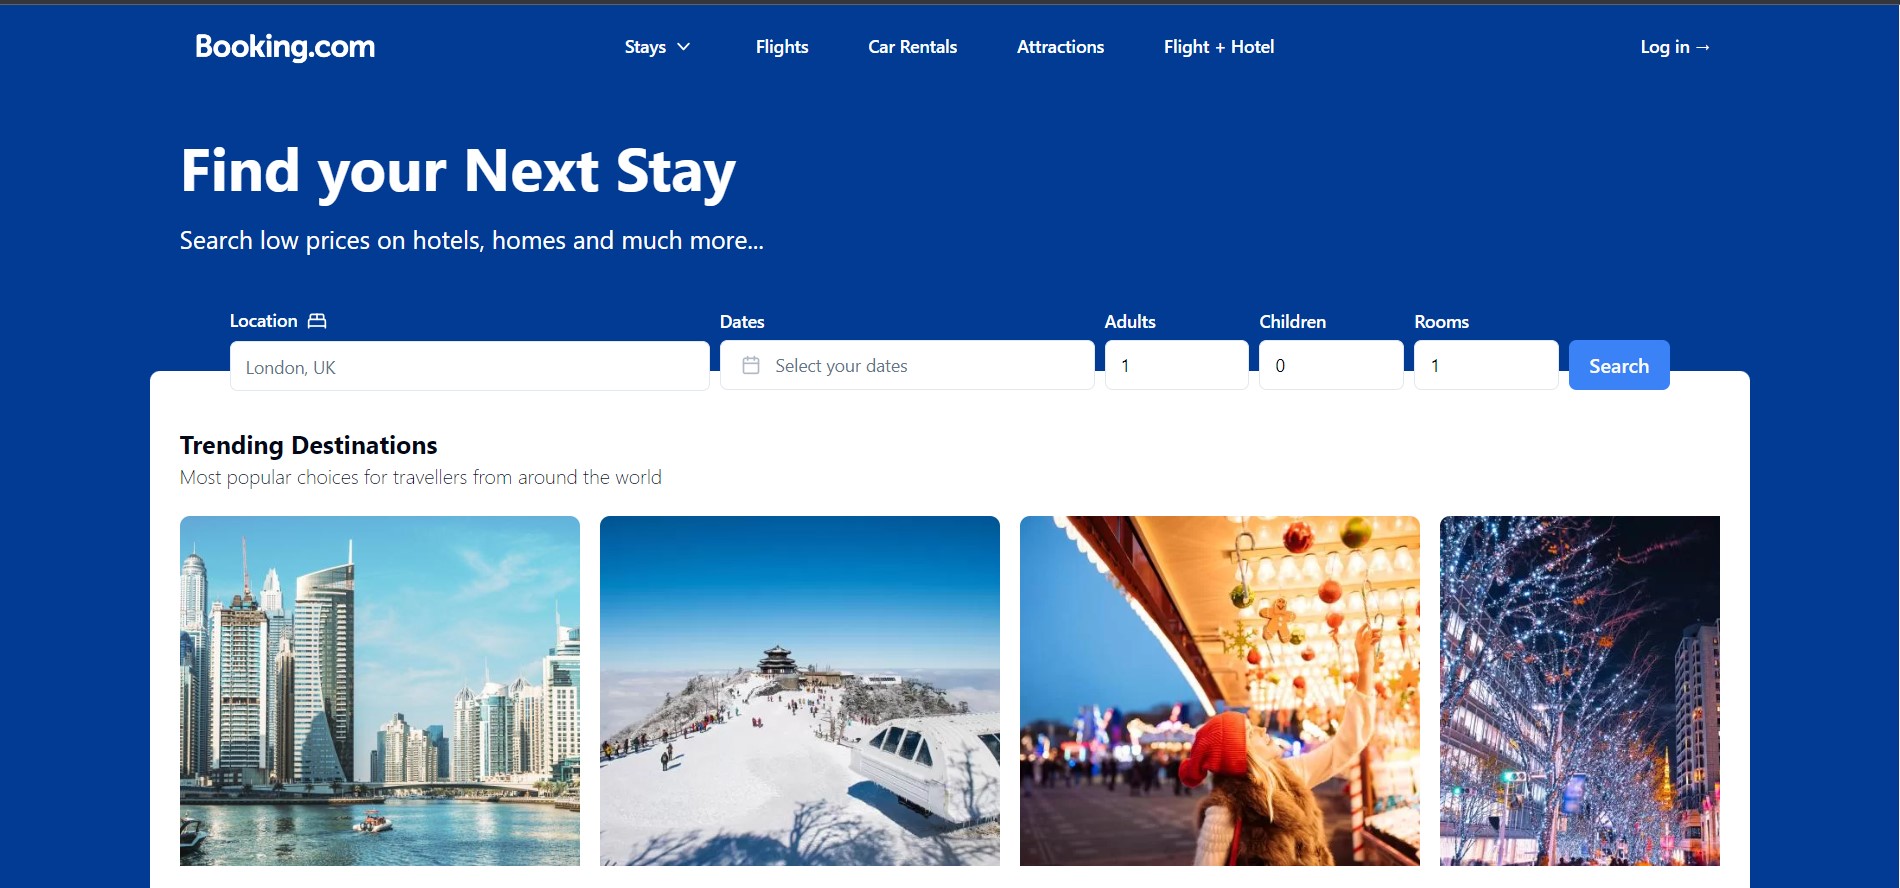 Booking.com
Stays
Flights
Car Rentals
Attractions
Flight + Hotel
Log in →
Find your Next Stay
Search low prices on hotels, homes and much more...
Location
Dates
Adults
Children
Rooms
London, UK
Select your dates
1
0
1
Search
Trending Destinations
Most popular choices for travellers from around the world